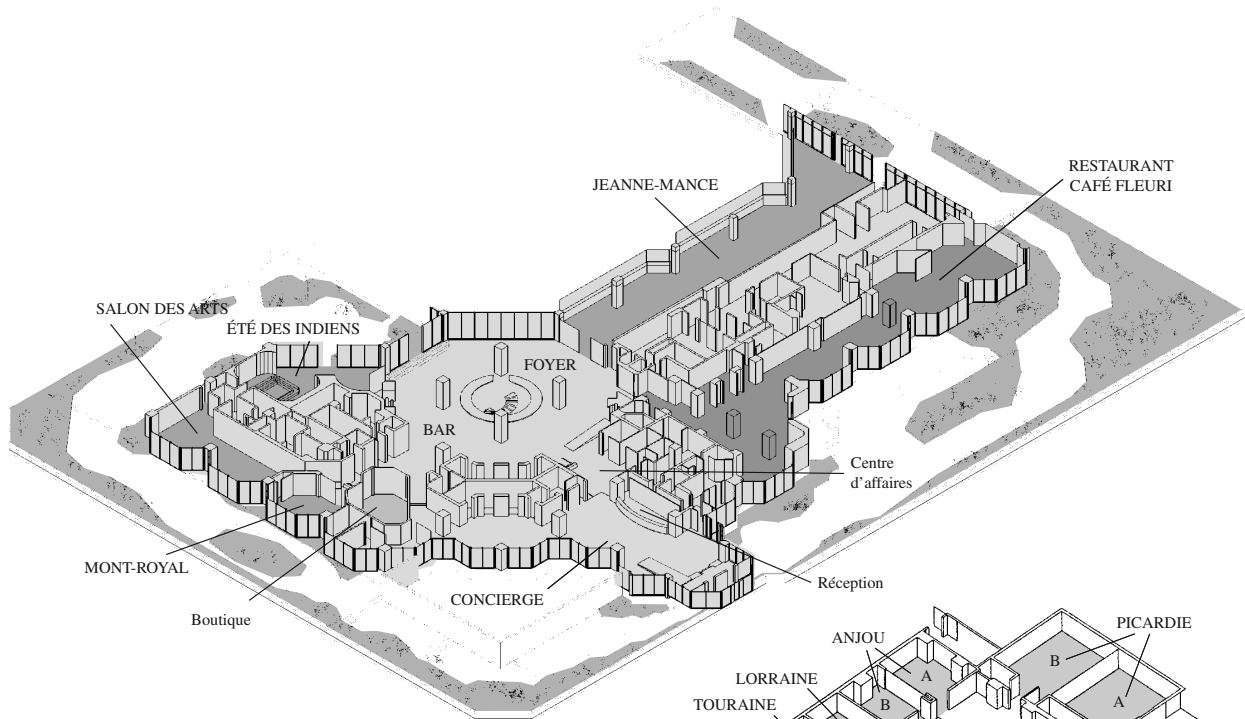 RESTAURANT
CAFÉ FLEURI
JEANNE-MANCE
SALON DES ARTS
ÉTÉ DES INDIENS
FOYER
BAR
Centre
d'affaires
MONT-ROYAL
Réception
CONCIERGE
Boutique
PICARDIE
ANJOU
B
A
LORRAINE
A
TOURAINE
B